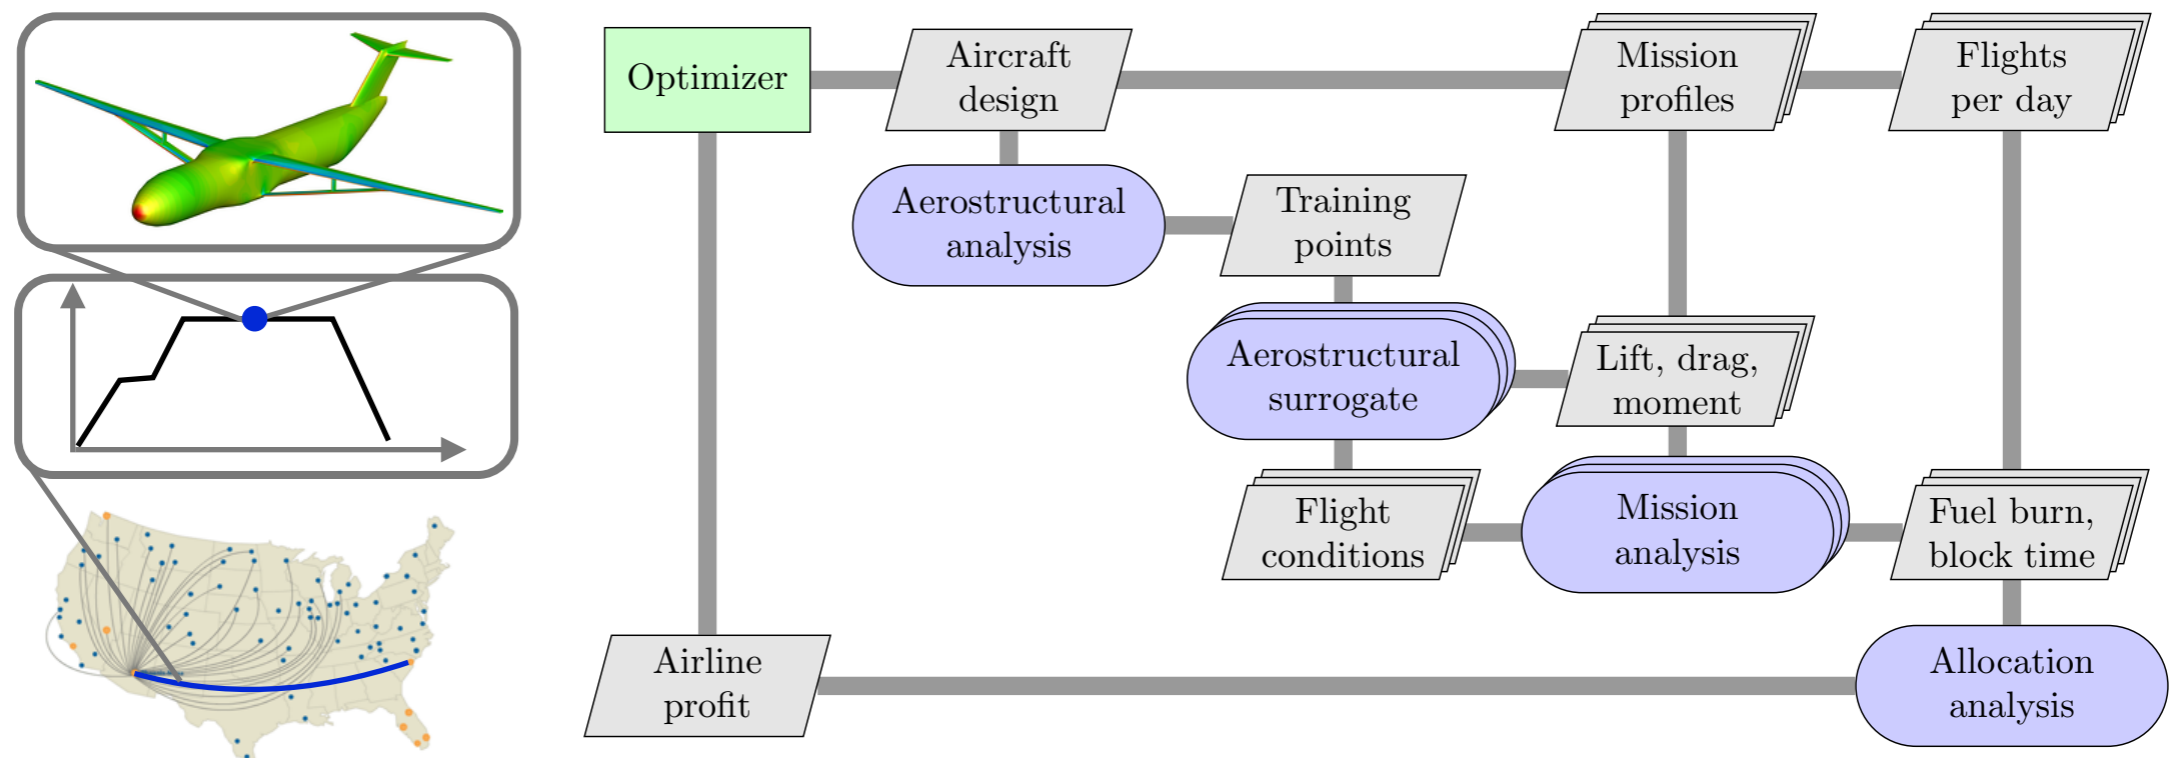 Optimizer
Aircraft
design
Mission
profiles
Flights
per day
Aerostructural
analysis
Training
points
Aerostructural
surrogate
Lift, drag,
moment
Flight
conditions
Mission
analysis
Fuel burn,
block time
Airline
profit
Allocation
analysis